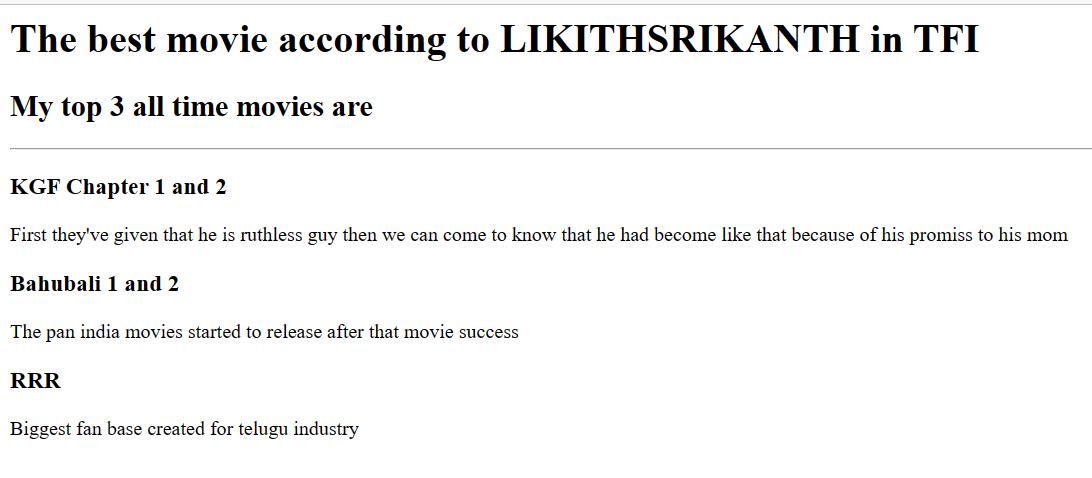 The best movie according to LIKITHSRIKANTH in TFI
My top 3 all time movies are
KGF Chapter 1 and 2
First they've given that he is ruthless guy then we can come to know that he had become like that because of his promiss to his mom
Bahubali 1 and 2
The pan india movies started to release after that movie success
RRR
Biggest fan base created for telugu industry